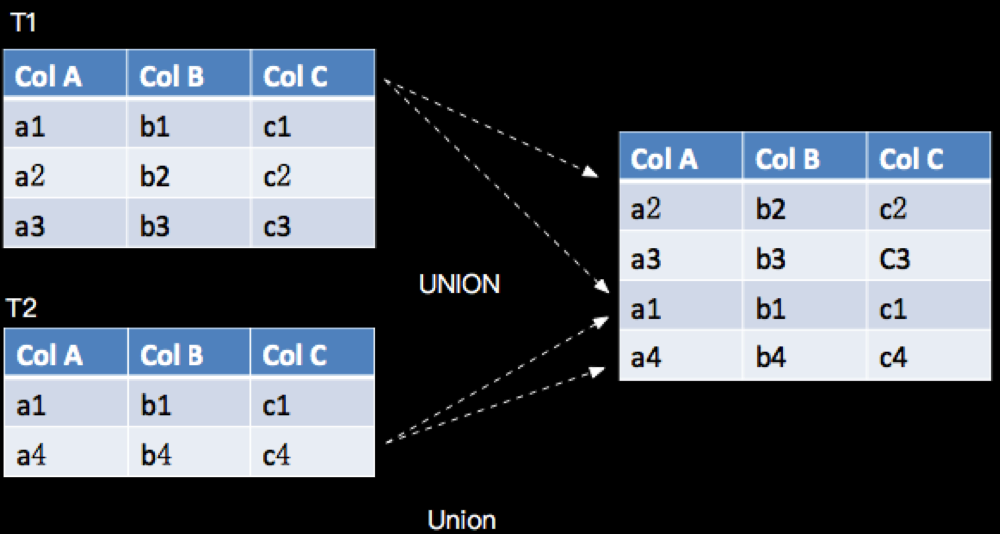 T1
Col A Col B Col C
a1 b1 c1
a2 b2 c2
a3 b3 c3
T2
Col A Col B Col C
a1 b1 c1
a4 b4 c4
UNION
Col A Col B Col C
a2 b2 c2
a3 b3 C3
a1 b1 c1
a4 b4 c4
Union